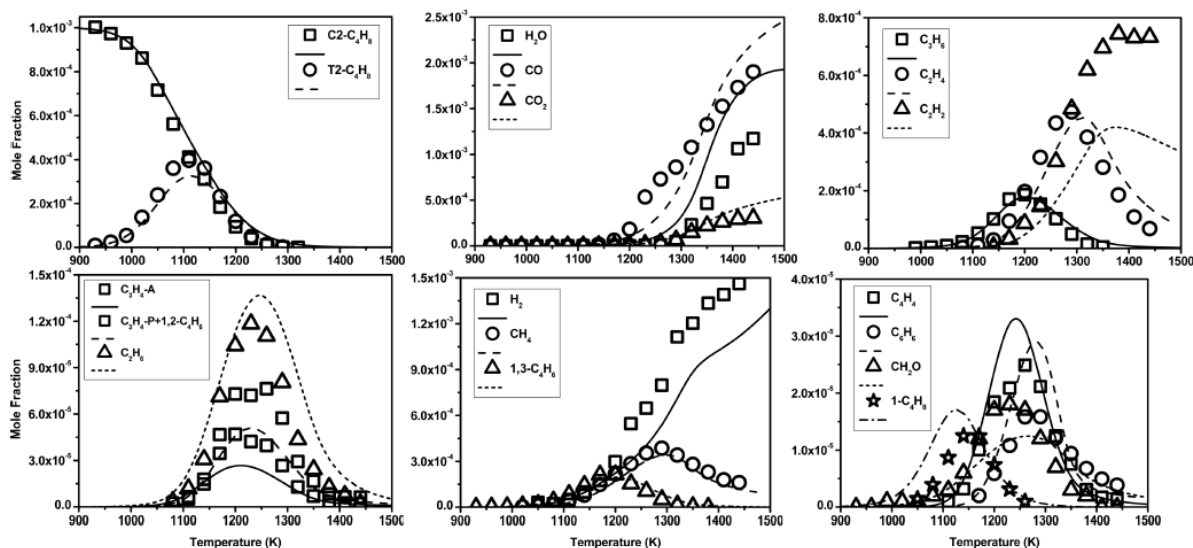 Mole Fraction
1.0x10⁻³
8.0x10⁻⁴
6.0x10⁻⁴
4.0x10⁻⁴
2.0x10⁻⁴
0.0
C2-C₄H₈
T2-C₄H₈
900 1000 1100 1200 1300 1400 1500
2.5x10⁻³
2.0x10⁻³
1.5x10⁻³
1.0x10⁻³
5.0x10⁻⁴
0.0
H₂O
CO
CO₂
900 1000 1100 1200 1300 1400 1500
8.0x10⁻⁴
6.0x10⁻⁴
4.0x10⁻⁴
2.0x10⁻⁴
0.0
C₃H₆
C₂H₄
C₂H₂
900 1000 1100 1200 1300 1400 1500
Mole Fraction
1.5x10⁻⁴
1.2x10⁻⁴
9.0x10⁻⁵
6.0x10⁻⁵
3.0x10⁻⁵
0.0
C₃H₄-A
C₃H₄-P+1,2-C₄H₆
C₂H₆
900 1000 1100 1200 1300 1400 1500
Temperature (K)
1.5x10⁻³
1.2x10⁻³
9.0x10⁻⁴
6.0x10⁻⁴
3.0x10⁻⁴
0.0
H₂
CH₄
1,3-C₄H₆
900 1000 1100 1200 1300 1400 1500
Temperature (K)
4.0x10⁻⁵
3.0x10⁻⁵
2.0x10⁻⁵
1.0x10⁻⁵
0.0
C₄H₄
C₆H₆
CH₂O
1-C₄H₈
900 1000 1100 1200 1300 1400 1500
Temperature (K)